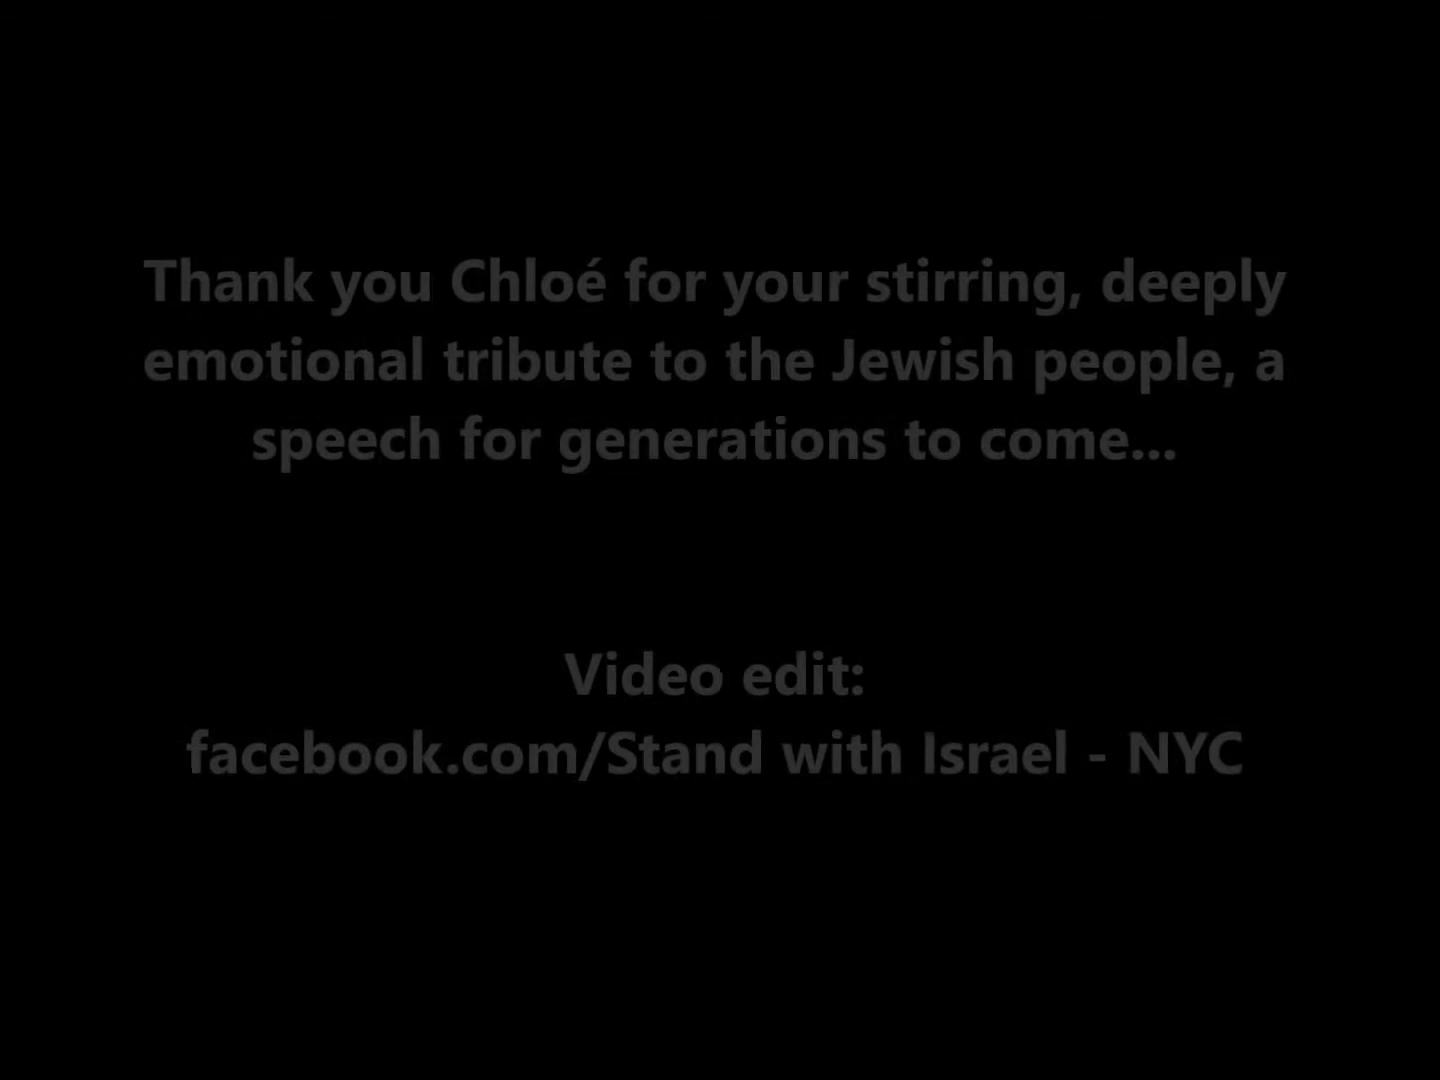 Thank you Chloé for your stirring, deeply
emotional tribute to the Jewish people, a
speech for generations to come...
Video edit:
facebook.com/Stand with Israel - NYC